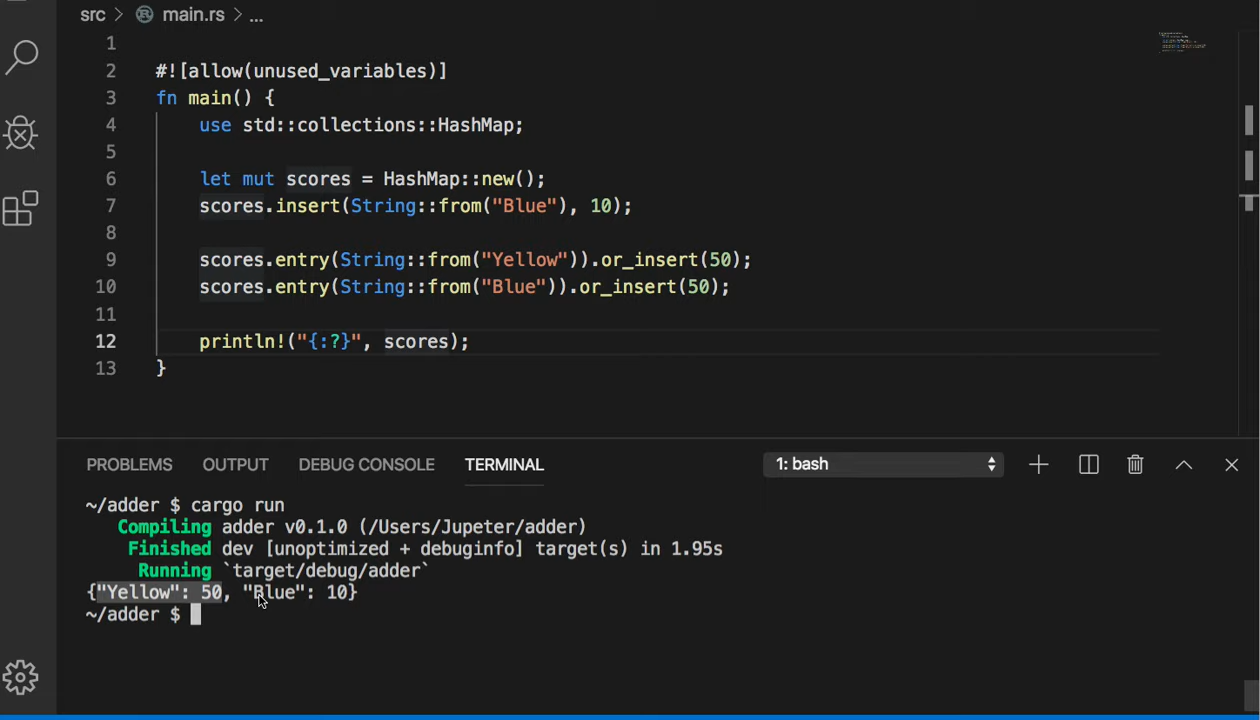 src > main.rs > ...
1
2 #![allow(unused_variables)]
3 fn main() {
4 use std::collections::HashMap;
5
6 let mut scores = HashMap::new();
7 scores.insert(String::from("Blue"), 10);
8
9 scores.entry(String::from("Yellow")).or_insert(50);
10 scores.entry(String::from("Blue")).or_insert(50);
11
12 println!("{:?}", scores);
13 }
PROBLEMS OUTPUT DEBUG CONSOLE TERMINAL 1: bash
~/adder $ cargo run
Compiling adder v0.1.0 (/Users/Jupeter/adder)
Finished dev [unoptimized + debuginfo] target(s) in 1.95s
Running `target/debug/adder`
{"Yellow": 50, "Blue": 10}
~/adder $